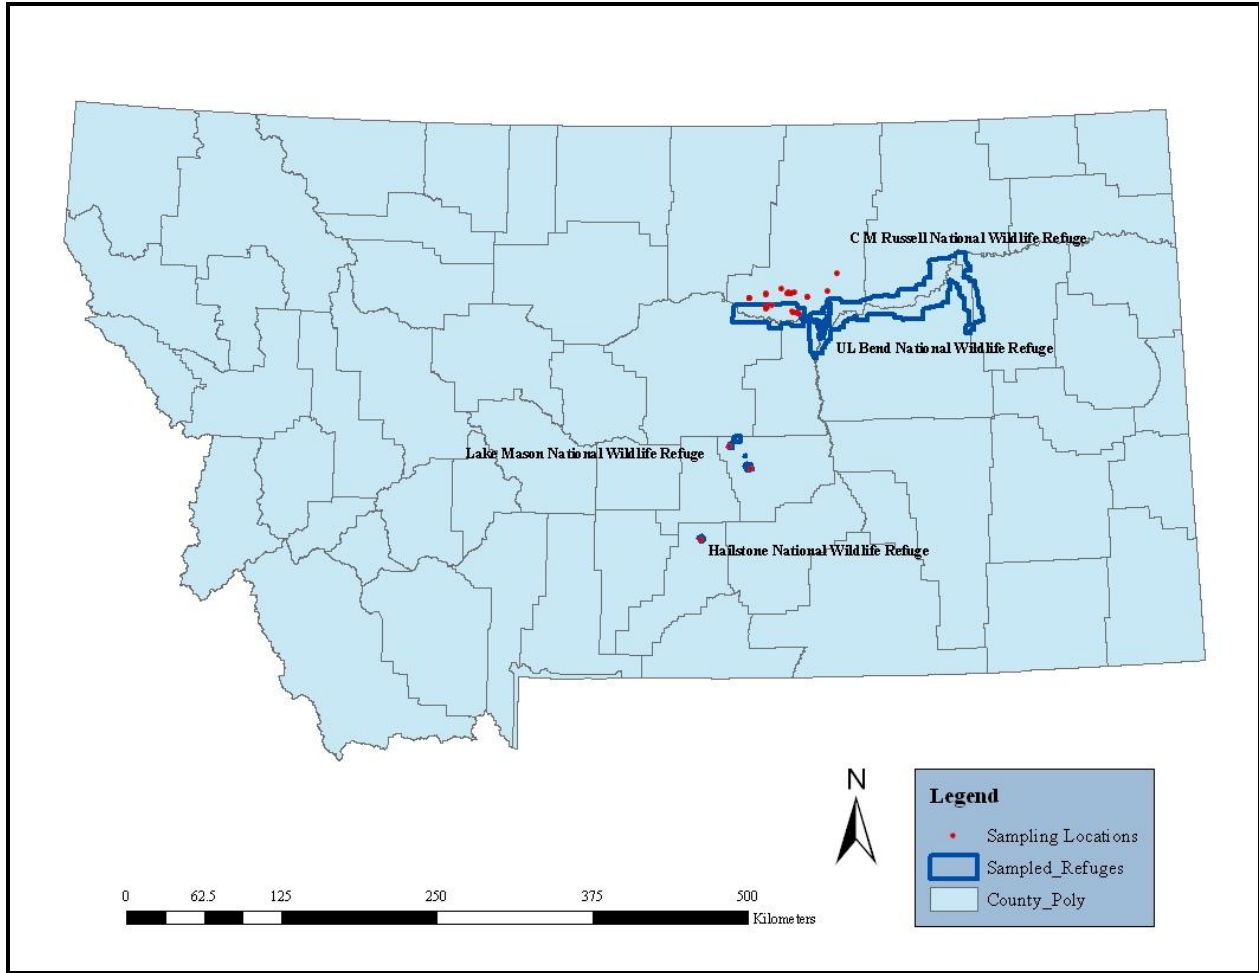 C M Russell National Wildlife Refuge
UL Bend National Wildlife Refuge
Lake Mason National Wildlife Refuge
Hailstone National Wildlife Refuge
N
Legend
Sampling Locations
Sampled_Refuges
County_Poly
0 62.5 125 250 375 500
Kilometers